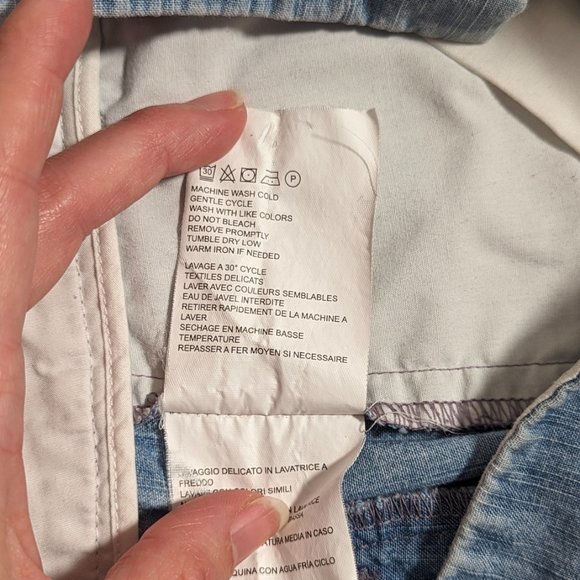 30 P
MACHINE WASH COLD
GENTLE CYCLE
WASH WITH LIKE COLORS
DO NOT BLEACH
REMOVE PROMPTLY
TUMBLE DRY LOW
WARM IRON IF NEEDED
LAVAGE A 30° CYCLE
TEXTILES DELICATS
LAVER AVEC COULEURS SEMBLABLES
EAU DE JAVEL INTERDITE
RETIRER RAPIDEMENT DE LA MACHINE A
LAVER
SECHAGE EN MACHINE BASSE
TEMPERATURE
REPASSER A FER MOYEN SI NECESSAIRE
DELICATO IN LAVATRICE A
FREDDO
COLORI SIMILI
MEDIA IN CASO
CON AGUA FRIA CICLO